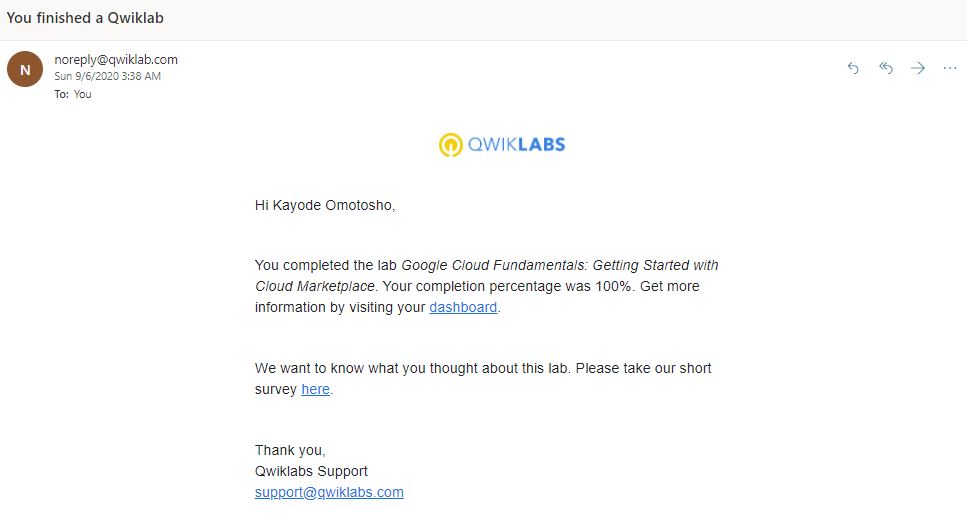 You finished a Qwiklab
N
noreply@qwiklab.com
Sun 9/6/2020 3:38 AM
To: You
QWIKLABS
Hi Kayode Omotosho,
You completed the lab Google Cloud Fundamentals: Getting Started with
Cloud Marketplace. Your completion percentage was 100%. Get more
information by visiting your dashboard.
We want to know what you thought about this lab. Please take our short
survey here.
Thank you,
Qwiklabs Support
support@qwiklabs.com